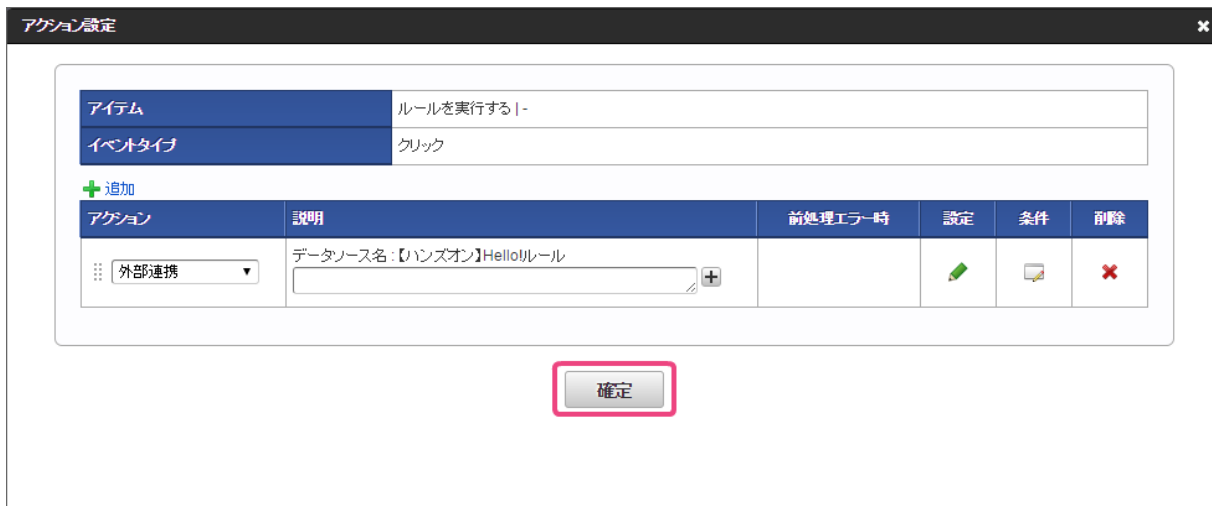 アクション設定
アイテム ルールを実行する | -
イベントタイプ クリック
追加
アクション 説明 前処理エラー時 設定 条件 削除
データソース名 : 【ハンズオン】Hello!ルール
外部連携
確定